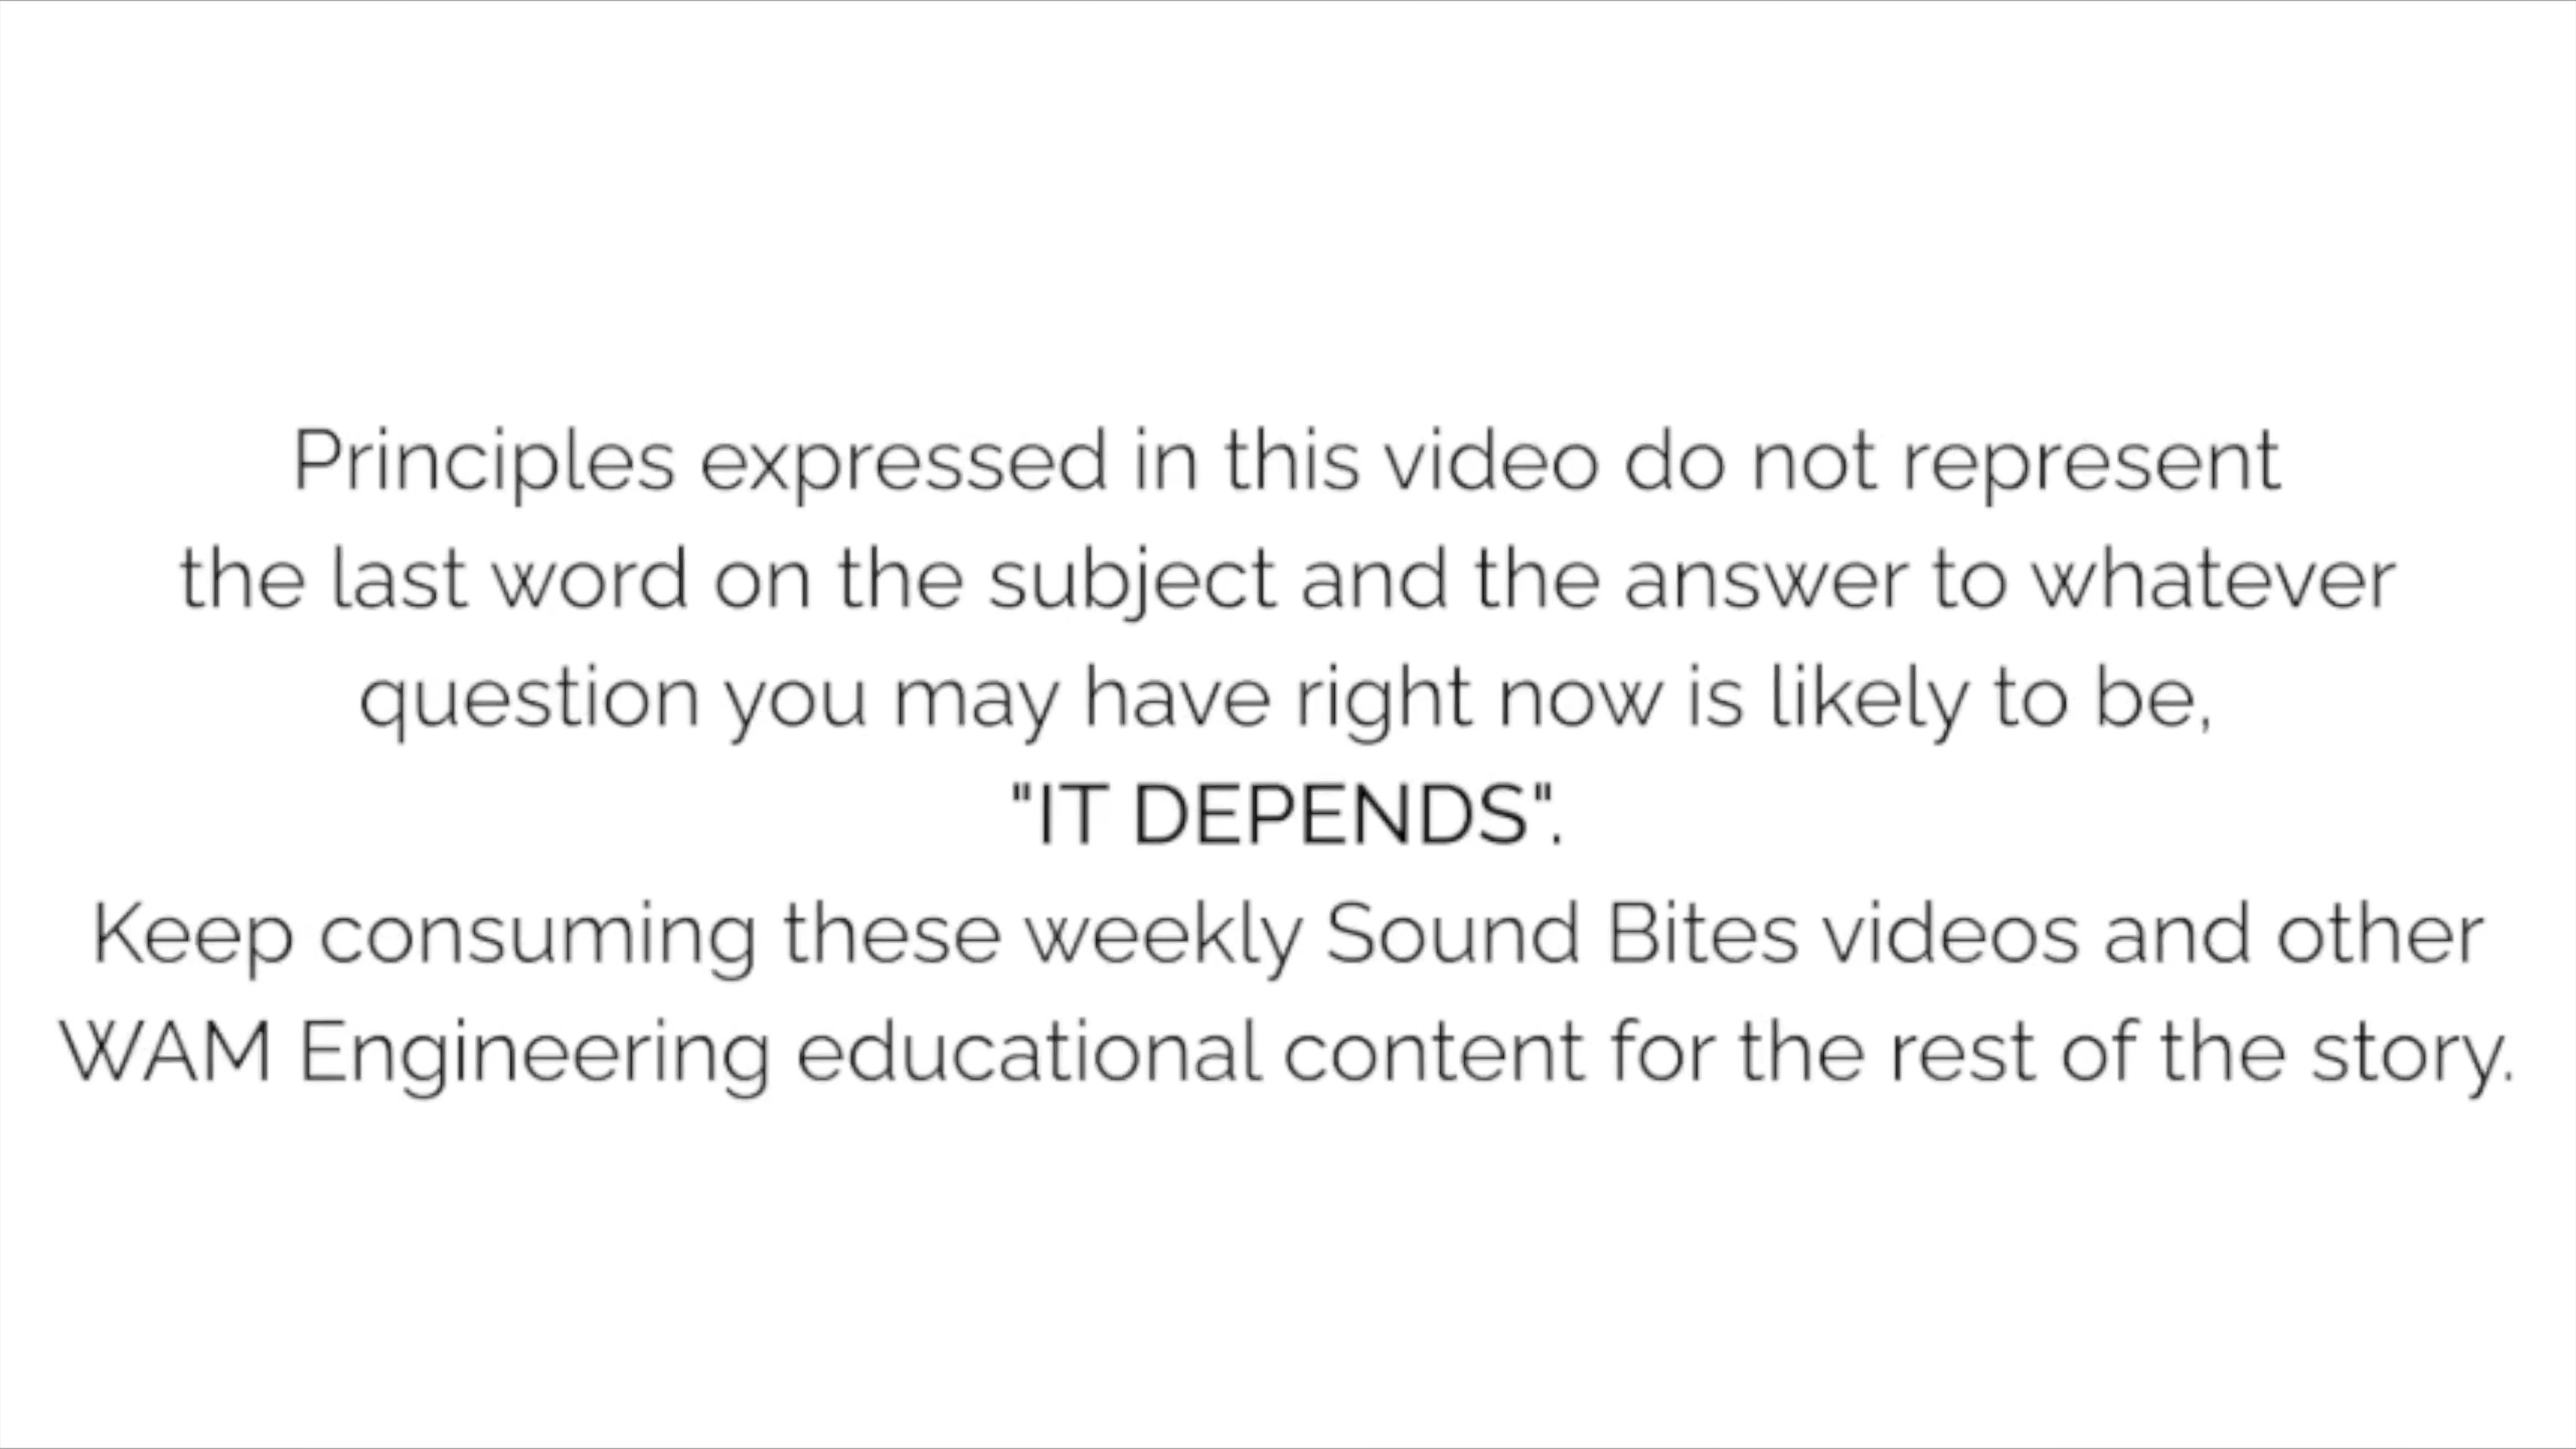 Principles expressed in this video do not represent
the last word on the subject and the answer to whatever
question you may have right now is likely to be,
"IT DEPENDS".
Keep consuming these weekly Sound Bites videos and other
WAM Engineering educational content for the rest of the story.